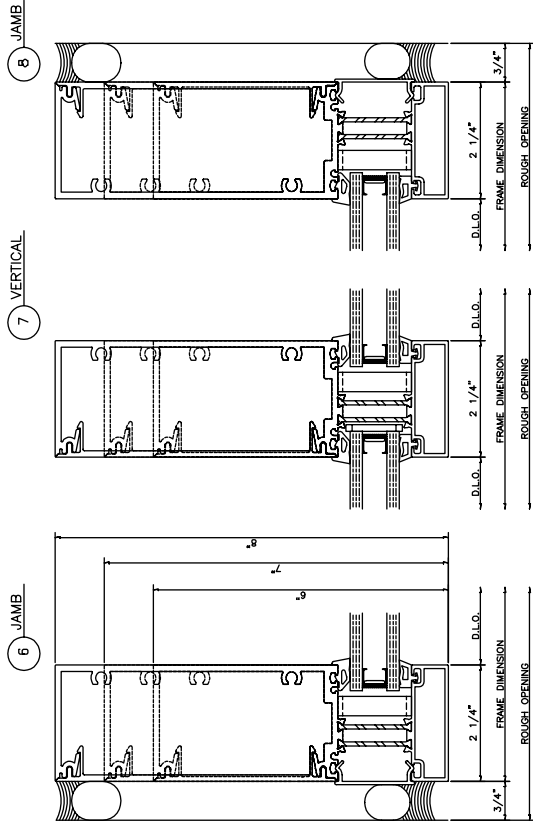 8 JAMB
3/4"
2 1/4"
D.L.O.
FRAME DIMENSION
ROUGH OPENING
7 VERTICAL
D.L.O.
2 1/4"
D.L.O.
FRAME DIMENSION
ROUGH OPENING
6 JAMB
8"
7"
6"
D.L.O.
2 1/4"
3/4"
FRAME DIMENSION
ROUGH OPENING